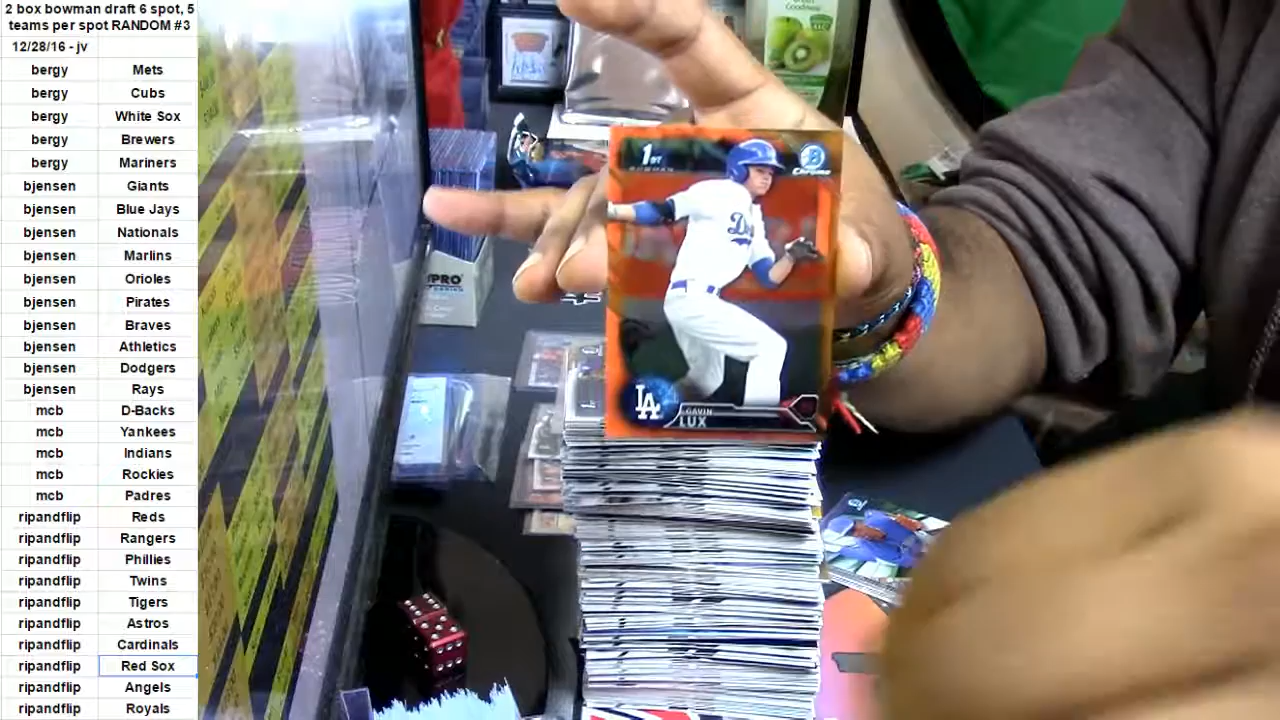 2 box bowman draft 6 spot, 5
teams per spot RANDOM #3
12/28/16 - jv
bergy Mets
bergy Cubs
bergy White Sox
bergy Brewers
bergy Mariners
bjensen Giants
bjensen Blue Jays
bjensen Nationals
bjensen Marlins
bjensen Orioles
bjensen Pirates
bjensen Braves
bjensen Athletics
bjensen Dodgers
bjensen Rays
mcb D-Backs
mcb Yankees
mcb Indians
mcb Rockies
mcb Padres
ripandflip Reds
ripandflip Rangers
ripandflip Phillies
ripandflip Twins
ripandflip Tigers
ripandflip Astros
ripandflip Cardinals
ripandflip Red Sox
ripandflip Angels
ripandflip Royals
Goodness
1ST
BOWMAN
B
Chrome
LA
GAVIN
LUX
PRO